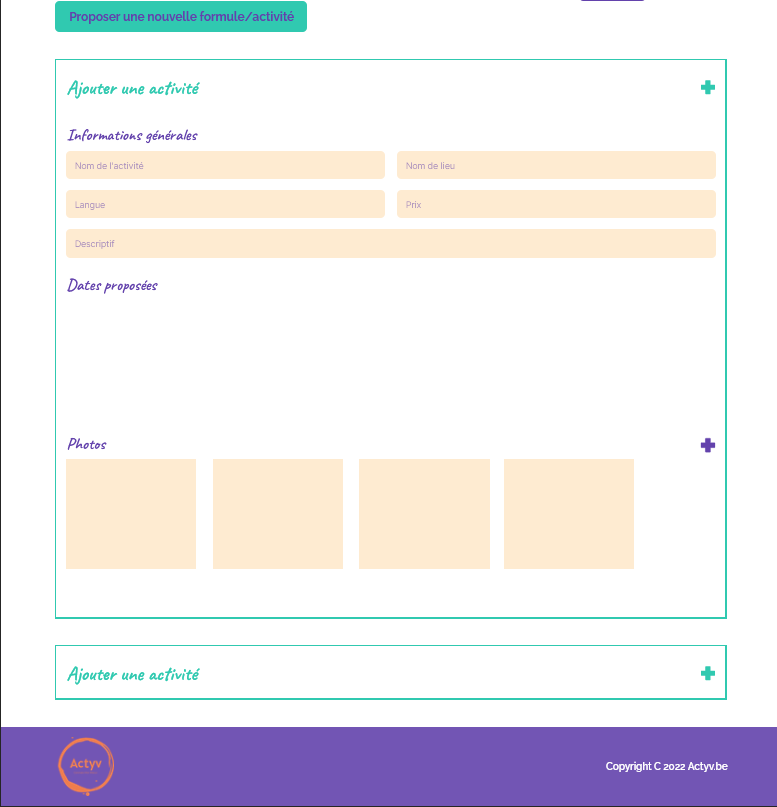 Proposer une nouvelle formule/activité
Ajouter une activité
Informations générales
Nom de l'activité
Nom de lieu
Langue
Prix
Descriptif
Dates proposées
Photos
Ajouter une activité
Actyv
Copyright C 2022 Actyv.be